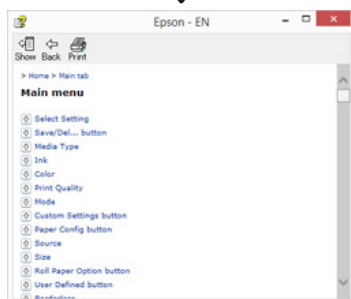 Epson - EN
Show Back Print
> Home > Main tab
Main menu
Select Setting
Save/Del... button
Media Type
Ink
Color
Print Quality
Mode
Custom Settings button
Paper Config button
Source
Size
Roll Paper Option button
User Defined button
Borderless